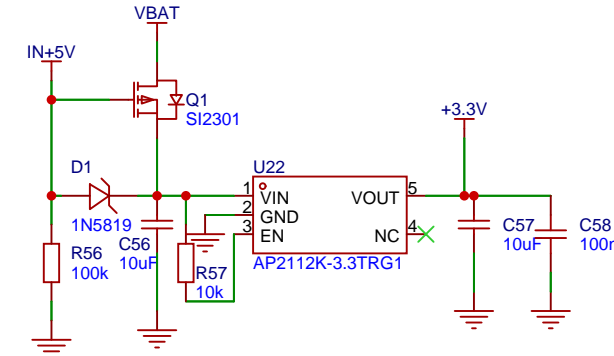 VBAT
IN+5V
Q1
SI2301
+3.3V
D1
1N5819
U22
1
VIN
VOUT
5
2
GND
3
EN
NC
4
AP2112K-3.3TRG1
R56
100k
C56
10uF
R57
10k
C57
10uF
C58
100n